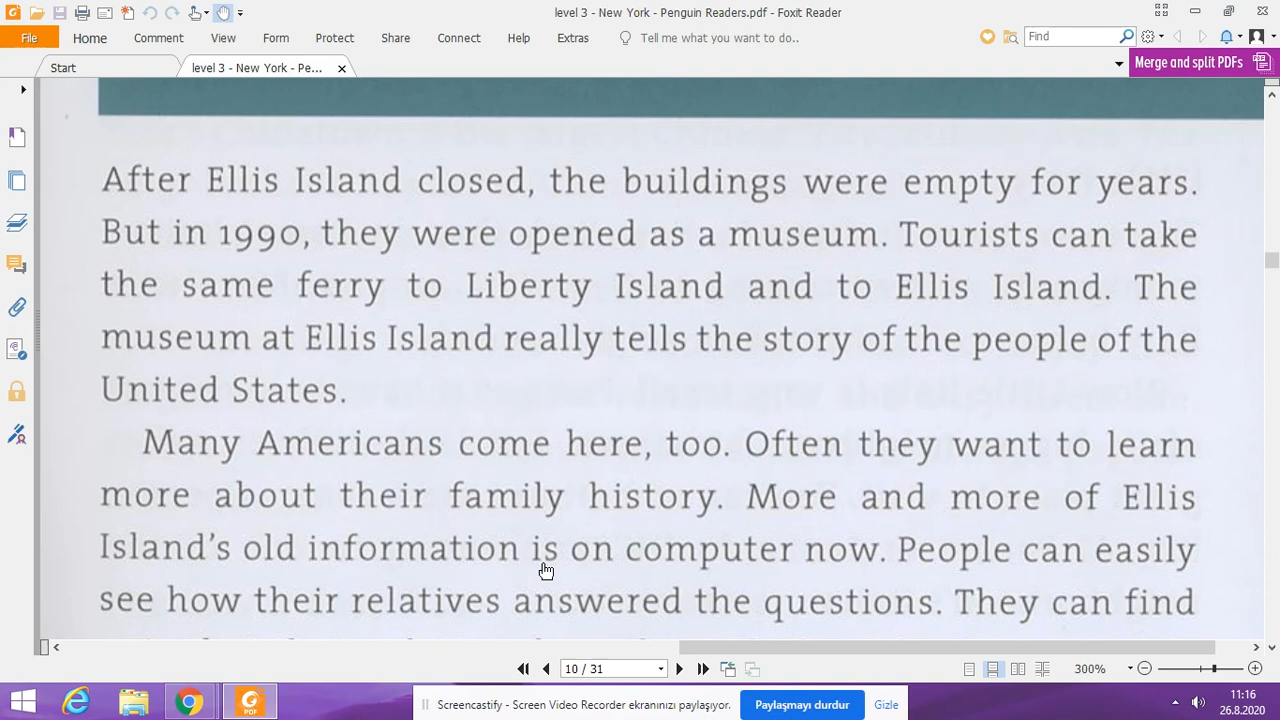 level 3 - New York - Penguin Readers.pdf - Foxit Reader
File Home Comment View Form Protect Share Connect Help Extras Tell me what you want to do.. Find
Start level 3 - New York - Pe... Merge and split PDFs
After Ellis Island closed, the buildings were empty for years.
But in 1990, they were opened as a museum. Tourists can take
the same ferry to Liberty Island and to Ellis Island. The
museum at Ellis Island really tells the story of the people of the
United States.
Many Americans come here, too. Often they want to learn
more about their family history. More and more of Ellis
Island's old information is on computer now. People can easily
see how their relatives answered the questions. They can find
10 / 31 300%
PDF Screencastify - Screen Video Recorder ekranınızı paylaşıyor. Paylaşmayı durdur Gizle 11:16
26.8.2020